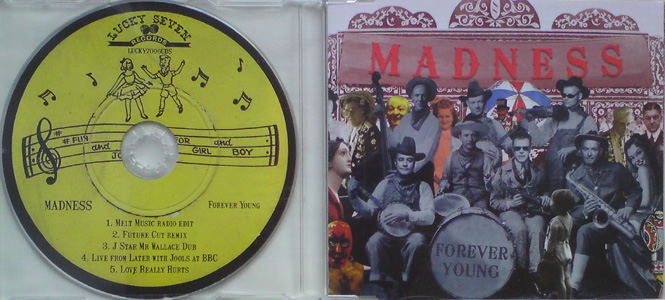 LUCKY SEVEN
RECORDS
LUCKY7006CDS
FUN and JOY FOR GIRL and BOY
MADNESS
FOREVER YOUNG
1. MELT MUSIC RADIO EDIT
2. FUTURE CUT REMIX
3. J STAR MR WALLACE DUB
4. LIVE FROM LATER WITH JOOLS AT BBC
5. LOVE REALLY HURTS
MADNESS
FOREVER
YOUNG